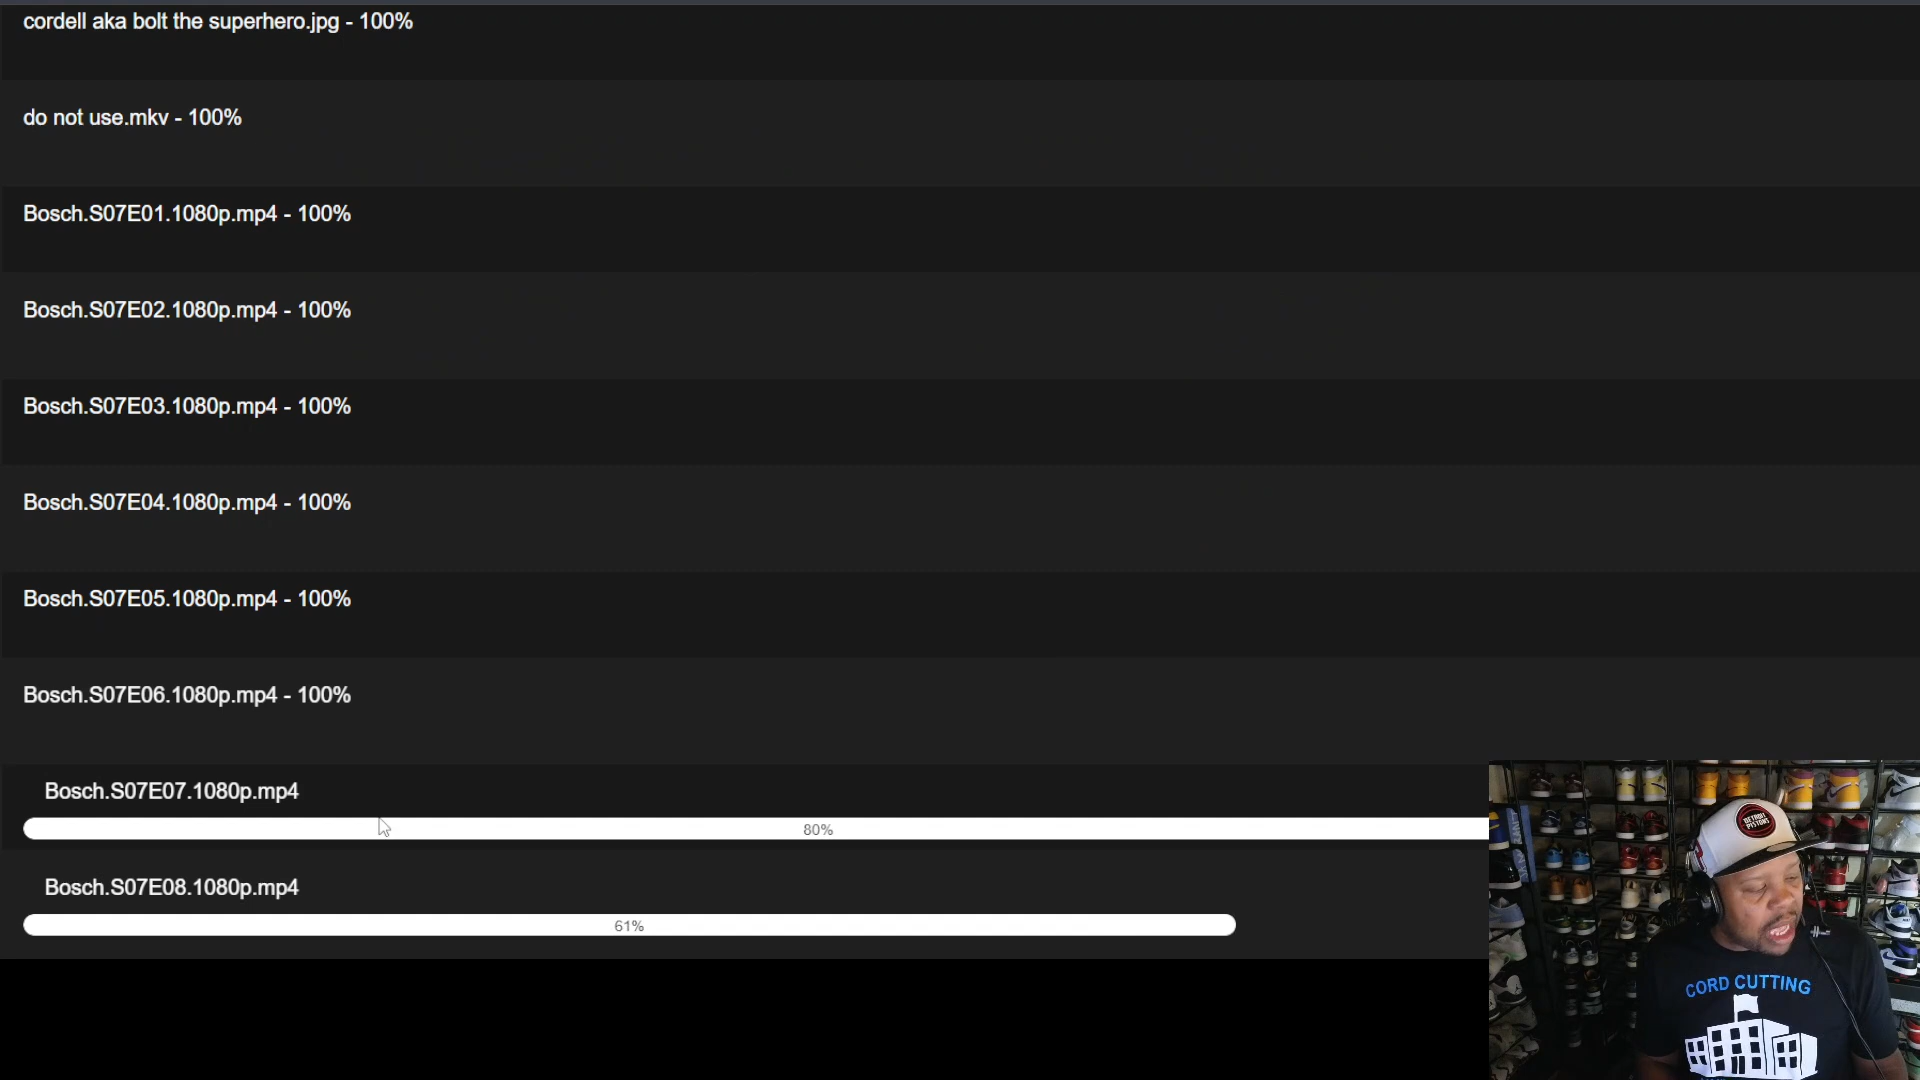 cordell aka bolt the superhero.jpg - 100%
do not use.mkv - 100%
Bosch.S07E01.1080p.mp4 - 100%
Bosch.S07E02.1080p.mp4 - 100%
Bosch.S07E03.1080p.mp4 - 100%
Bosch.S07E04.1080p.mp4 - 100%
Bosch.S07E05.1080p.mp4 - 100%
Bosch.S07E06.1080p.mp4 - 100%
Bosch.S07E07.1080p.mp4
80%
Bosch.S07E08.1080p.mp4
61%
DETROIT
PISTONS
CORD CUTTING